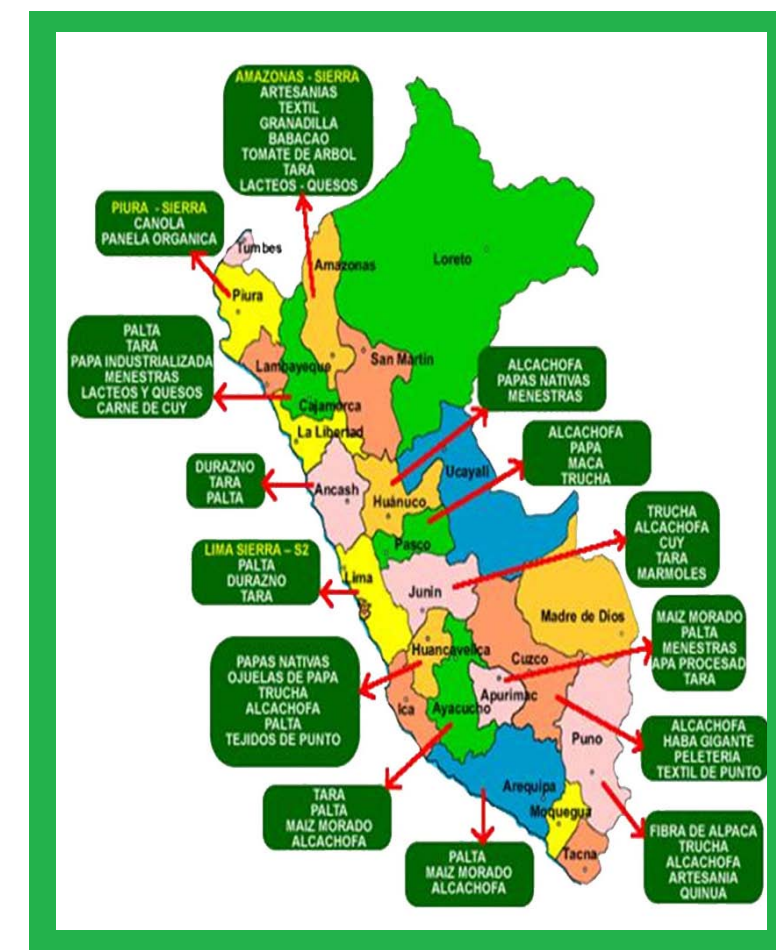 AMAZONAS - SIERRA
ARTESANIAS
TEXTIL
GRANADILLA
BABACAO
TOMATE DE ARBOL
TARA
LACTEOS - QUESOS
PIURA - SIERRA
CANOLA
PANELA ORGANICA
Tumbes
Amazonas
Loreto
Piura
PALTA
TARA
PAPA INDUSTRIALIZADA
MENESTRAS
LACTEOS Y QUESOS
CARNE DE CUY
Lambayeque
San Martin
Cajamorca
La Libertad
ALCACHOFA
PAPAS NATIVAS
MENESTRAS
ALCACHOFA
PAPA
MACA
TRUCHA
DURAZNO
TARA
PALTA
Ancash
Huánuco
Ucayali
Pasco
TRUCHA
ALCACHOFA
CUY
TARA
MARMOLES
LIMA SIERRA – S2
PALTA
DURAZNO
TARA
Lima
Junin
Madre de Dios
MAIZ MORADO
PALTA
MENESTRAS
APA PROCESAD
TARA
Huancavelica
Cuzco
PAPAS NATIVAS
OJUELAS DE PAPA
TRUCHA
ALCACHOFA
PALTA
TEJIDOS DE PUNTO
Ica
Ayacucho
Apurimac
Puno
ALCACHOFA
HABA GIGANTE
PELETERIA
TEXTIL DE PUNTO
TARA
PALTA
MAIZ MORADO
ALCACHOFA
Arequipa
Moquegua
Tacna
PALTA
MAIZ MORADO
ALCACHOFA
FIBRA DE ALPACA
TRUCHA
ALCACHOFA
ARTESANIA
QUINUA